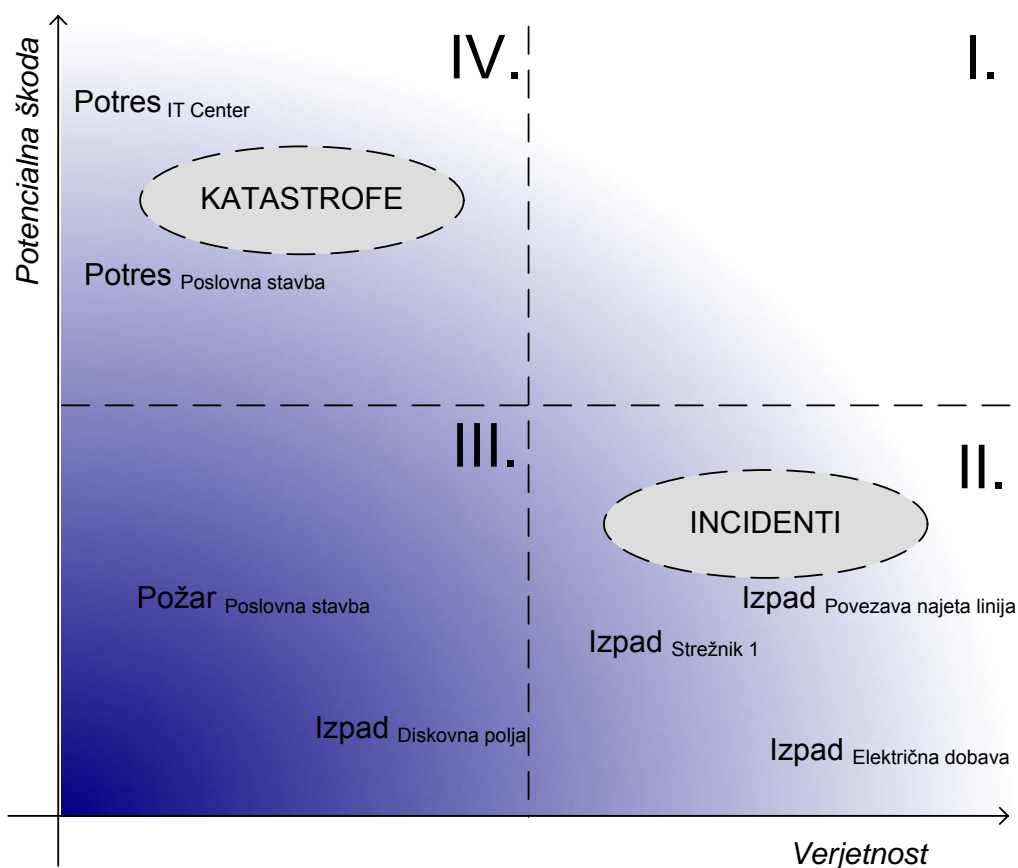 Potencialna škoda
IV.
I.
Potres IT Center
KATASTROFE
Potres Poslovna stavba
III.
II.
INCIDENTI
Požar Poslovna stavba
Izpad Povezava najeta linija
Izpad Strežnik 1
Izpad Diskovna polja
Izpad Električna dobava
Verjetnost